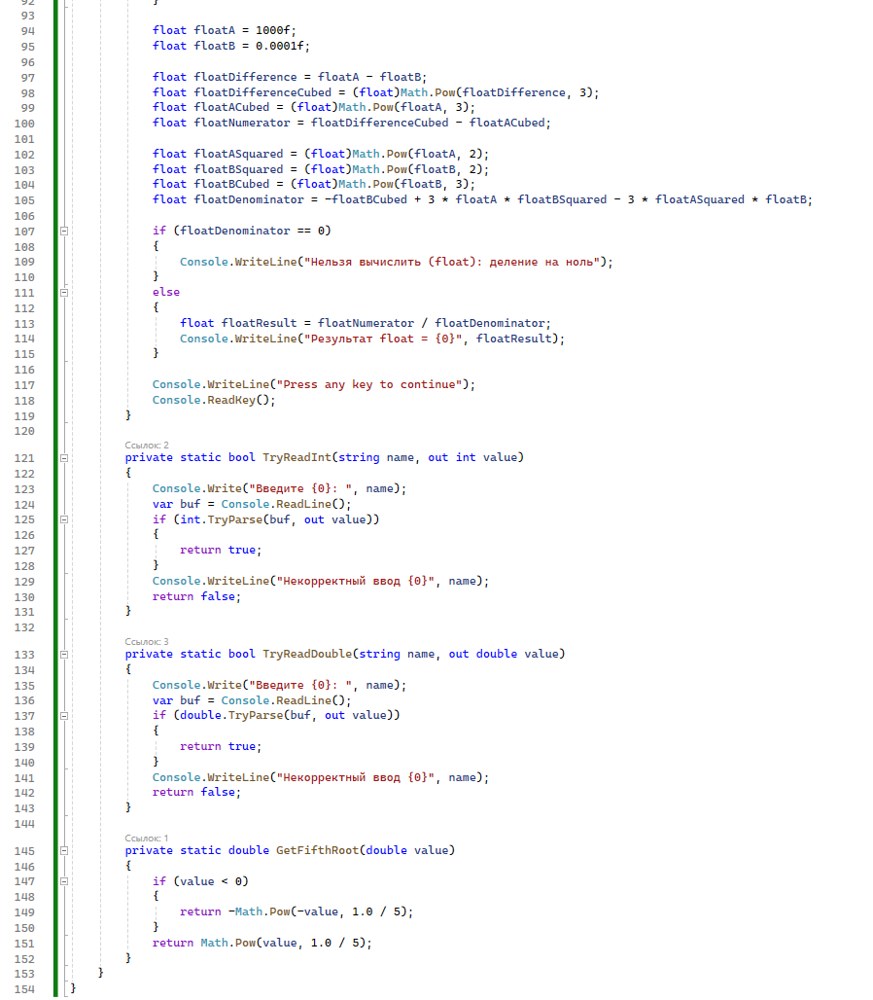 92 }
93
94 float floatA = 1000f;
95 float floatB = 0.0001f;
96
97 float floatDifference = floatA - floatB;
98 float floatDifferenceCubed = (float)Math.Pow(floatDifference, 3);
99 float floatACubed = (float)Math.Pow(floatA, 3);
100 float floatNumerator = floatDifferenceCubed - floatACubed;
101
102 float floatASquared = (float)Math.Pow(floatA, 2);
103 float floatBSquared = (float)Math.Pow(floatB, 2);
104 float floatBCubed = (float)Math.Pow(floatB, 3);
105 float floatDenominator = -floatBCubed + 3 * floatA * floatBSquared - 3 * floatASquared * floatB;
106
107 if (floatDenominator == 0)
108 {
109 Console.WriteLine("Нельзя вычислить (float): деление на ноль");
110 }
111 else
112 {
113 float floatResult = floatNumerator / floatDenominator;
114 Console.WriteLine("Результат float = {0}", floatResult);
115 }
116
117 Console.WriteLine("Press any key to continue");
118 Console.ReadKey();
119 }
120
Ссылок: 2
121 private static bool TryReadInt(string name, out int value)
122 {
123 Console.Write("Введите {0}: ", name);
124 var buf = Console.ReadLine();
125 if (int.TryParse(buf, out value))
126 {
127 return true;
128 }
129 Console.WriteLine("Некорректный ввод {0}", name);
130 return false;
131 }
132
Ссылок: 3
133 private static bool TryReadDouble(string name, out double value)
134 {
135 Console.Write("Введите {0}: ", name);
136 var buf = Console.ReadLine();
137 if (double.TryParse(buf, out value))
138 {
139 return true;
140 }
141 Console.WriteLine("Некорректный ввод {0}", name);
142 return false;
143 }
144
Ссылок: 1
145 private static double GetFifthRoot(double value)
146 {
147 if (value < 0)
148 {
149 return -Math.Pow(-value, 1.0 / 5);
150 }
151 return Math.Pow(value, 1.0 / 5);
152 }
153 }
154 }